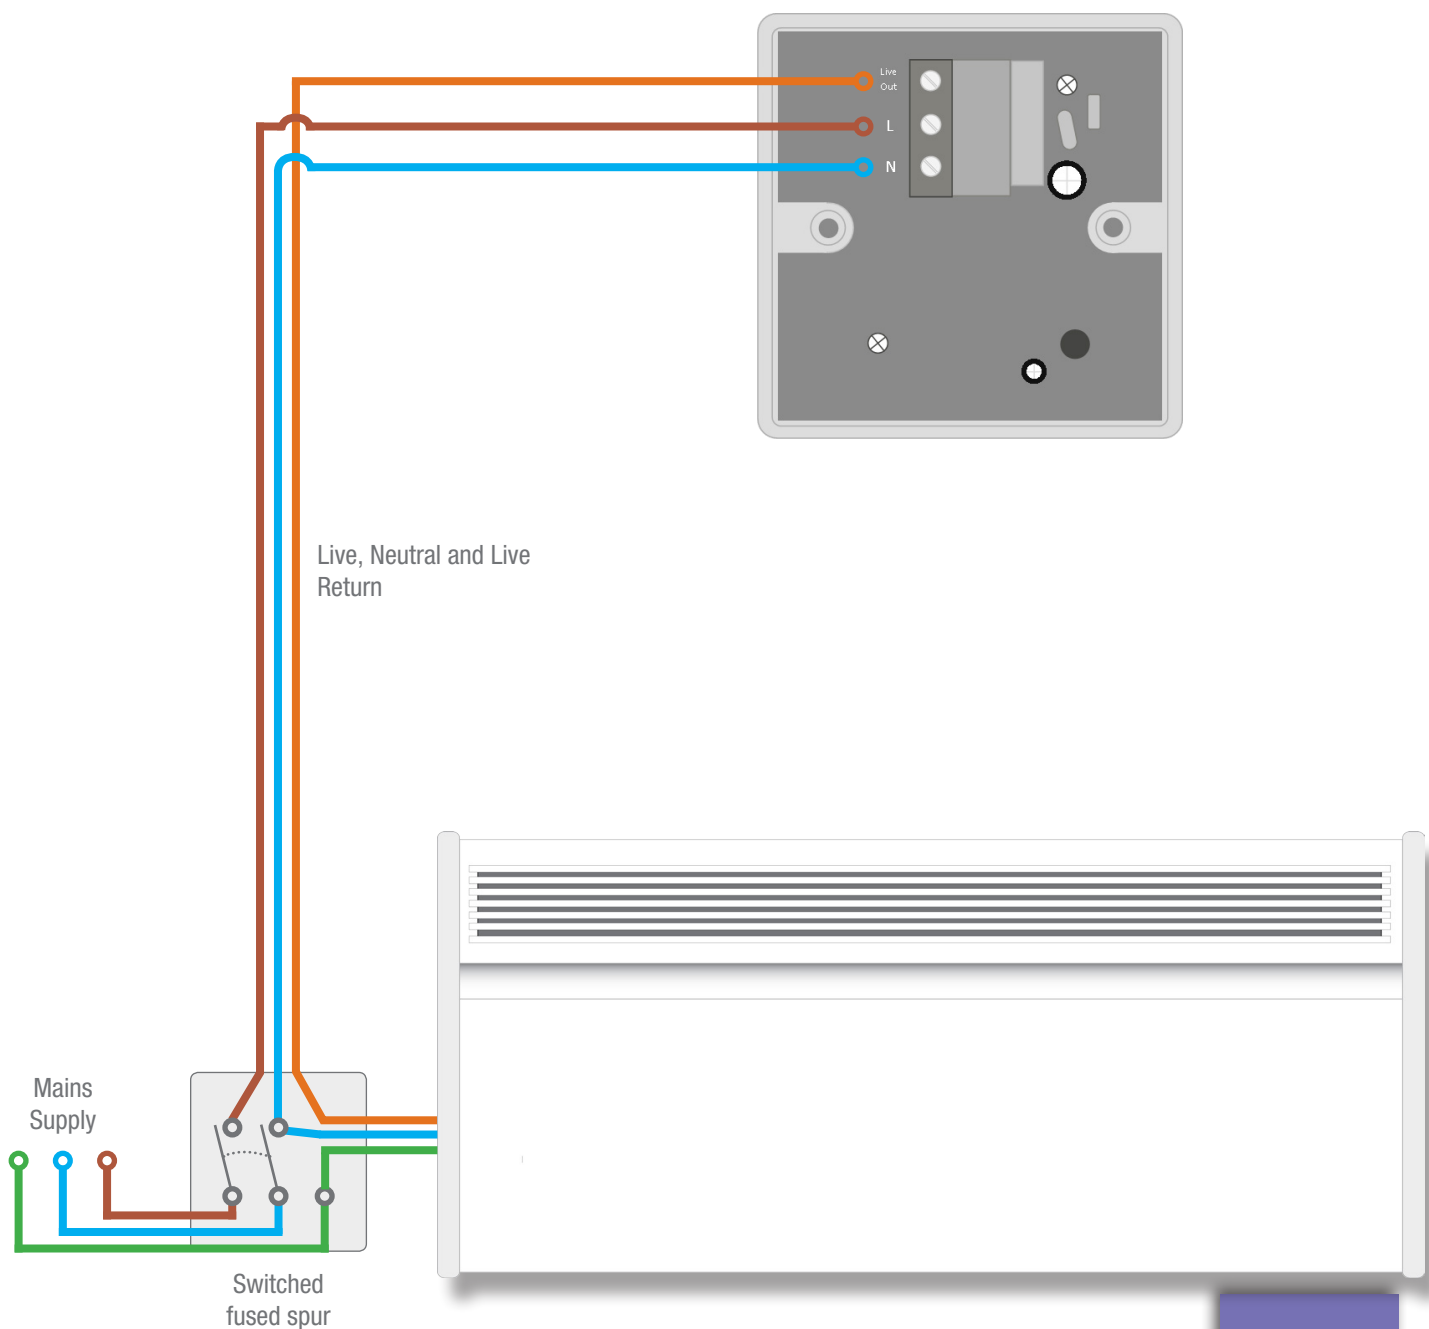 Live
Out
L
N
Live, Neutral and Live
Return
Mains
Supply
Switched
fused spur